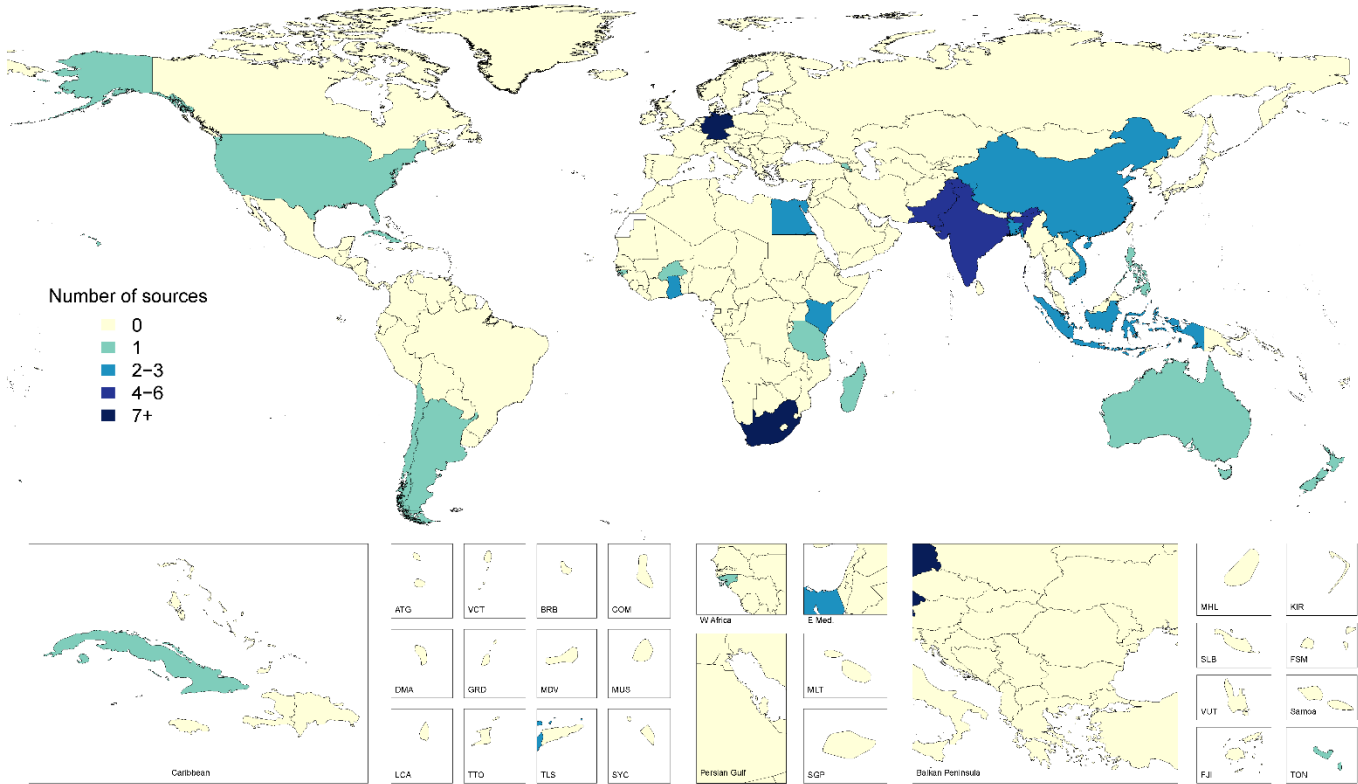 Number of sources
0
1
2–3
4–6
7+
ATG
VCT
BRB
COM
W Africa
E Med.
MHL
KIR
DMA
GRD
MDV
MUS
MLT
SLB
FSM
VUT
Samoa
LCA
TTO
TLS
SYC
Caribbean
Persian Gulf
SGP
Balkan Peninsula
FJI
TON